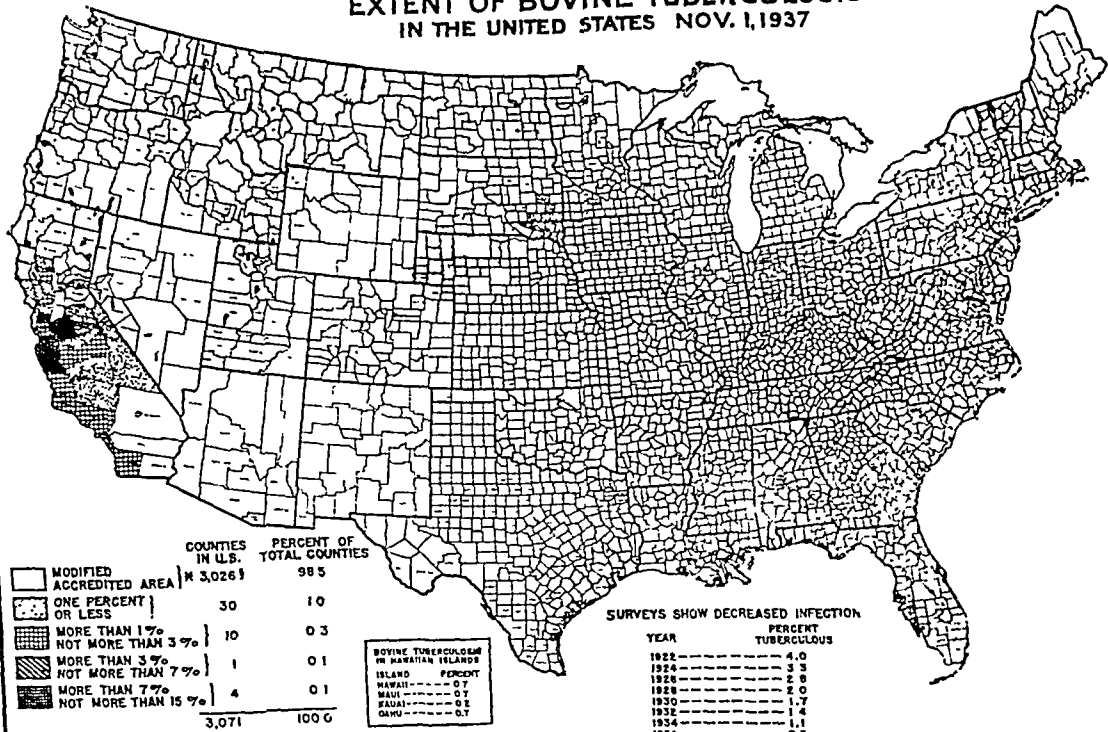 EXTENT OF BOVINE TUBERCULOSIS
IN THE UNITED STATES NOV. 1, 1937
COUNTIES IN U.S.
PERCENT OF TOTAL COUNTIES
MODIFIED ACCREDITED AREA 3,026 98.5
ONE PERCENT OR LESS 30 1.0
MORE THAN 1% NOT MORE THAN 3% 10 0.3
MORE THAN 3% NOT MORE THAN 7% 1 0.1
MORE THAN 7% NOT MORE THAN 15% 4 0.1
3,071 100.0
BOVINE TUBERCULOSIS
IN HAWAIIAN ISLANDS
ISLAND PERCENT
HAWAII------0.7
MAUI------0.7
KAUAI------0.2
OAHU------0.7
SURVEYS SHOW DECREASED INFECTION
YEAR PERCENT TUBERCULOUS
1922------4.0
1924------3.3
1926------2.8
1928------2.0
1930------1.7
1932------1.4
1934------1.1